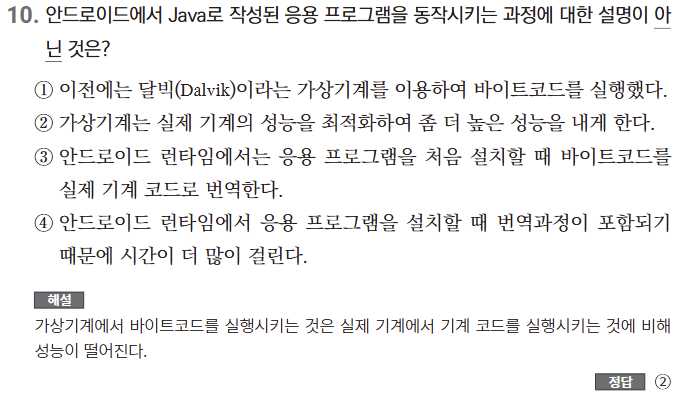 10. 안드로이드에서 Java로 작성된 응용 프로그램을 동작시키는 과정에 대한 설명이 아
닌 것은?
① 이전에는 달빅(Dalvik)이라는 가상기계를 이용하여 바이트코드를 실행했다.
② 가상기계는 실제 기계의 성능을 최적화하여 좀 더 높은 성능을 내게 한다.
③ 안드로이드 런타임에서는 응용 프로그램을 처음 설치할 때 바이트코드를
실제 기계 코드로 번역한다.
④ 안드로이드 런타임에서 응용 프로그램을 설치할 때 번역과정이 포함되기
때문에 시간이 더 많이 걸린다.
해설
가상기계에서 바이트코드를 실행시키는 것은 실제 기계에서 기계 코드를 실행시키는 것에 비해
성능이 떨어진다.
정답 ②